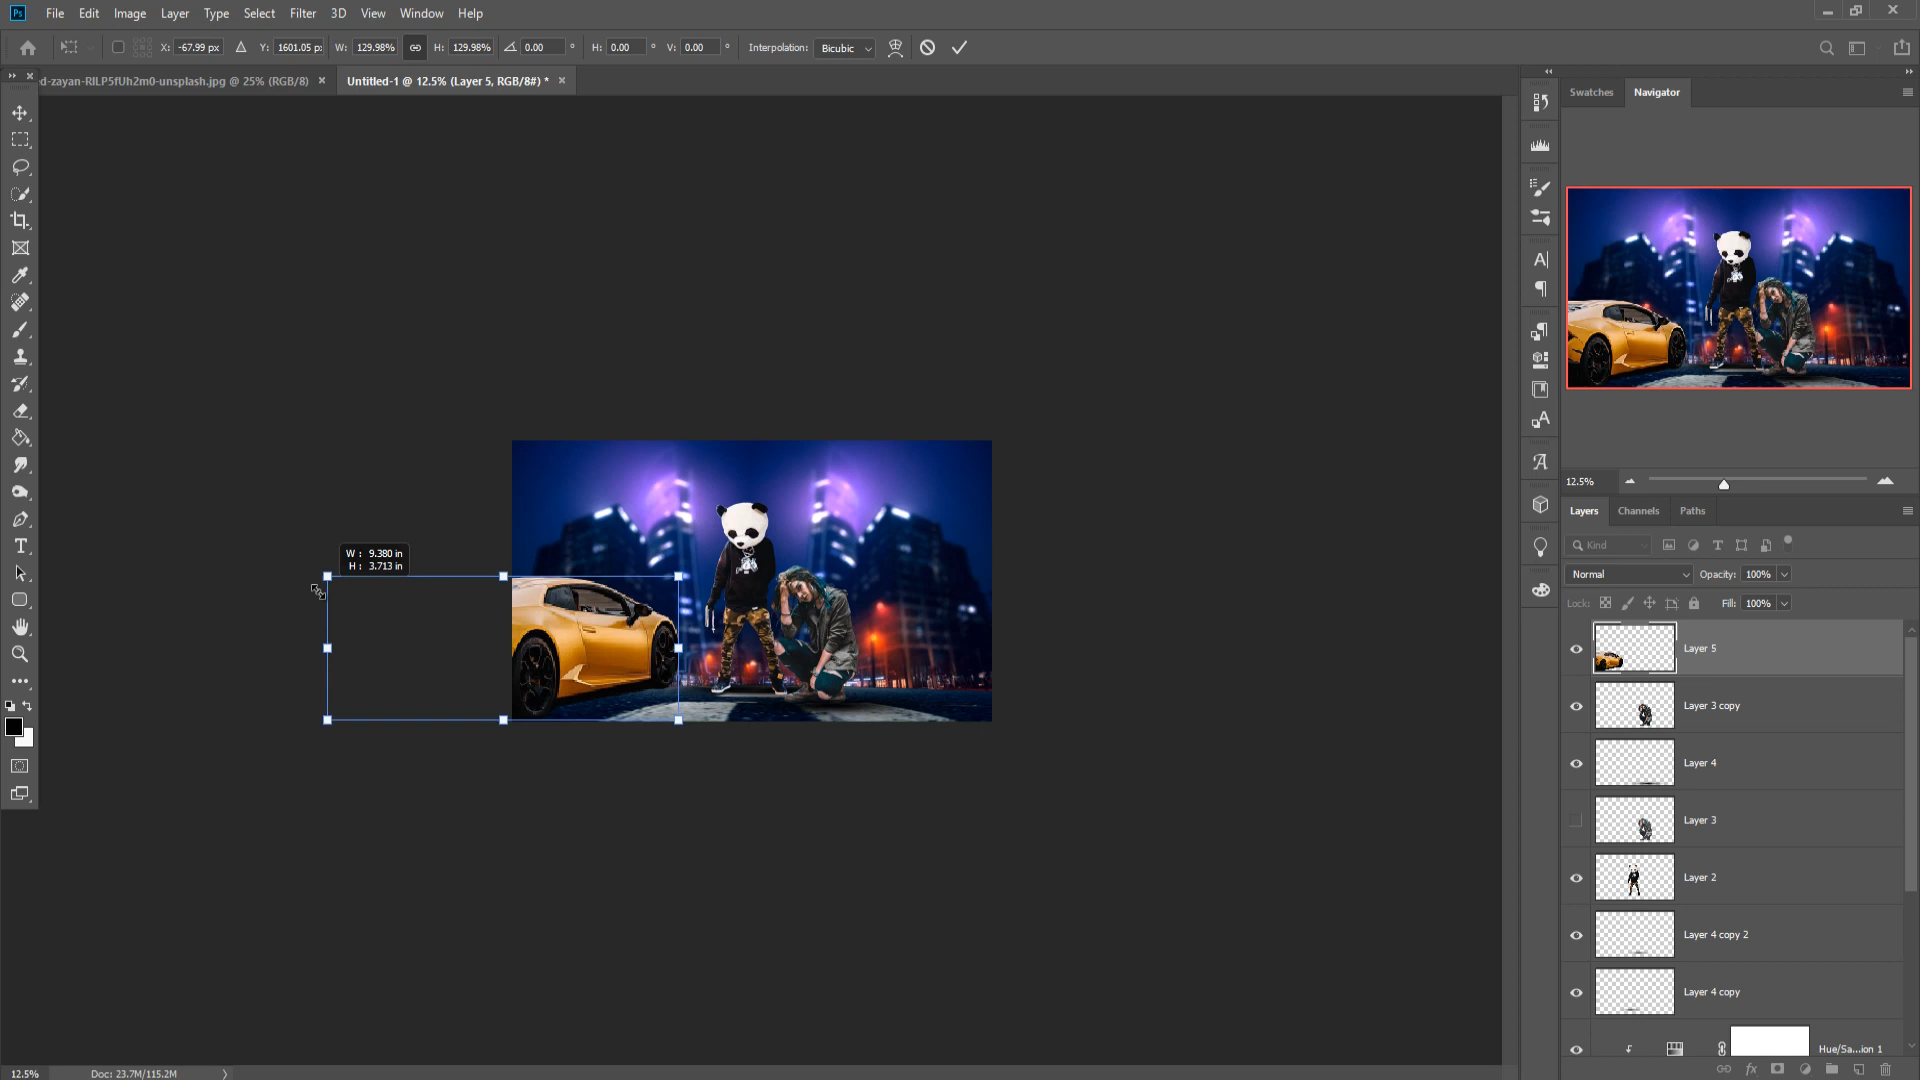 Ps File Edit Image Layer Type Select Filter 3D View Window Help
X: -67.99 px Y: 1601.05 p: W: 129.98% H: 129.98% 0.00 ° H: 0.00 ° V: 0.00 ° Interpolation: Bicubic
d-zayan-RlLP5fUh2m0-unsplash.jpg @ 25% (RGB/8) × Untitled-1 @ 12.5% (Layer 5, RGB/8#) * ×
Swatches Navigator
W : 9.380 in
H : 3.713 in
12.5%
Layers Channels Paths
Kind
Normal Opacity: 100%
Lock: Fill: 100%
Layer 5
Layer 3 copy
Layer 4
Layer 3
Layer 2
Layer 4 copy 2
Layer 4 copy
Hue/Sa...ion 1
12.5% Doc: 23.7M/115.2M